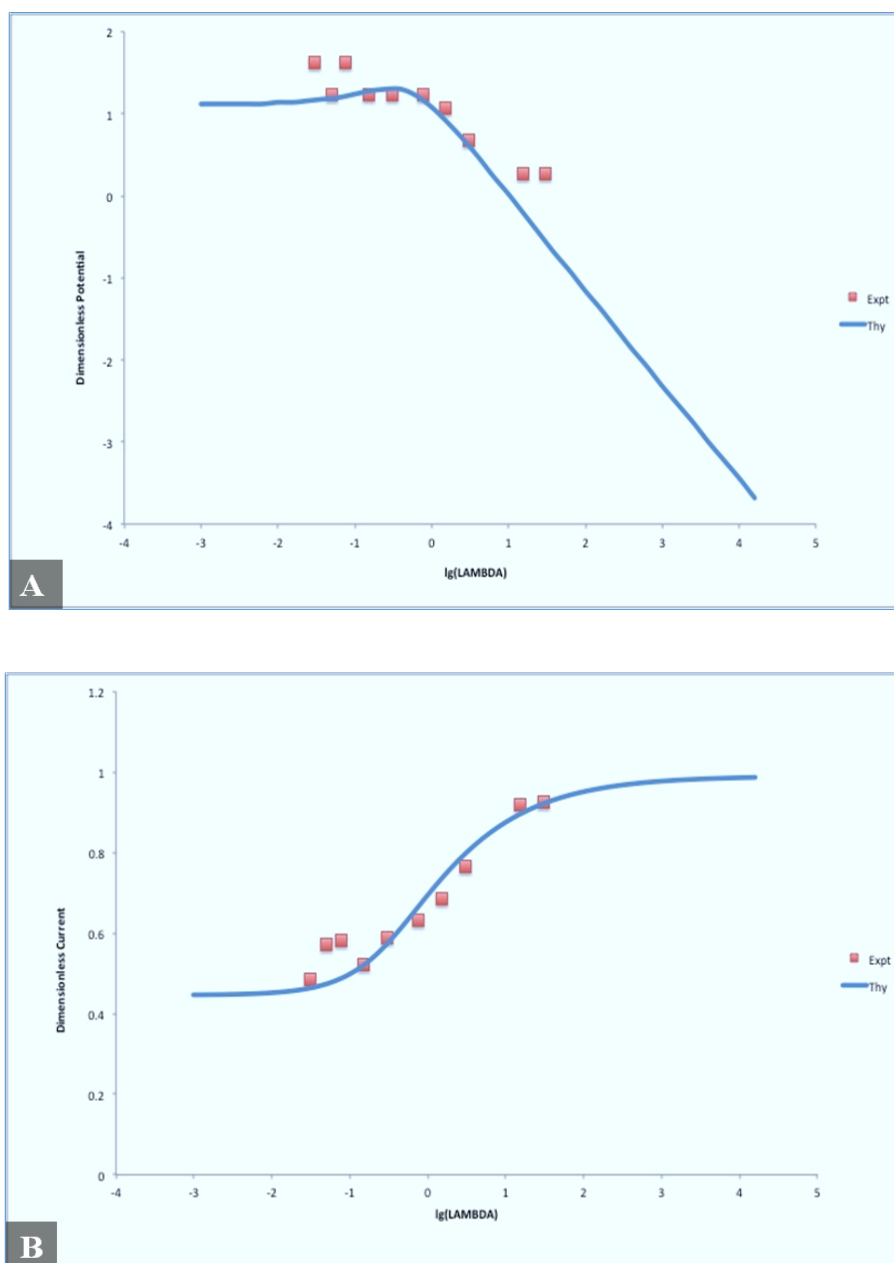 2
1
0
-1
-2
-3
-4
Dimensionless Potential
-4 -3 -2 -1 0 1 2 3 4 5
lg(LAMBDA)
Expt
Thy
A
1.2
1
0.8
0.6
0.4
0.2
0
Dimensionless Current
-4 -3 -2 -1 0 1 2 3 4 5
lg(LAMBDA)
Expt
Thy
B